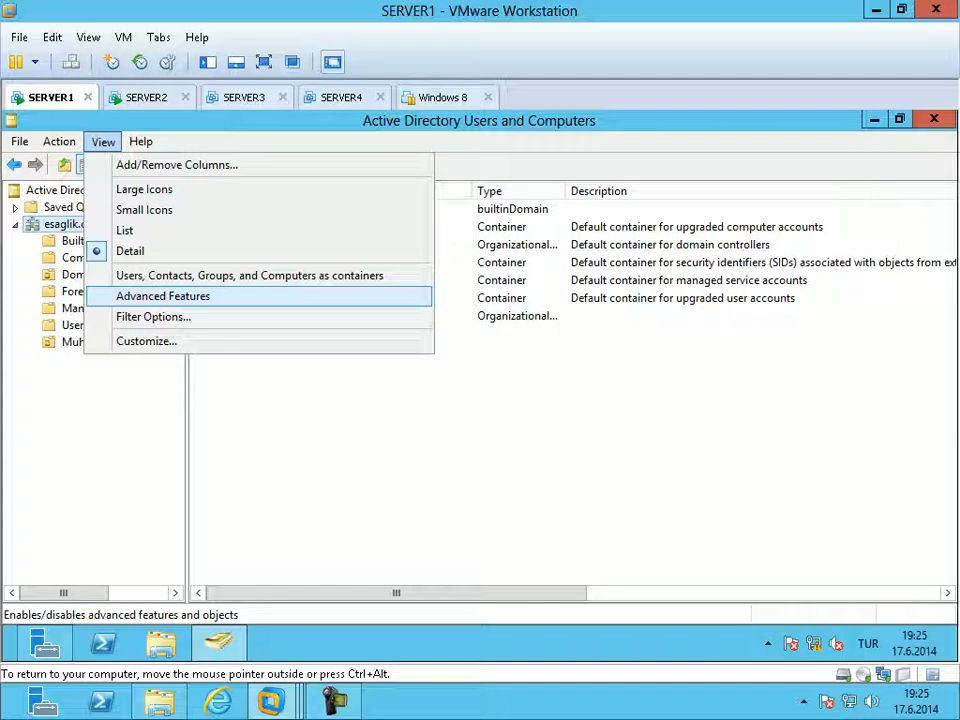 SERVER1 - VMware Workstation
File Edit View VM Tabs Help
SERVER1 SERVER2 SERVER3 SERVER4 Windows 8
Active Directory Users and Computers
File Action View Help
Add/Remove Columns...
Large Icons
Small Icons
List
Detail
Users, Contacts, Groups, and Computers as containers
Advanced Features
Filter Options...
Customize...
Active Direc
Saved Q
esaglik.
Built
Com
Dom
Fore
Man
User
Muh
Type Description
builtinDomain
Container Default container for upgraded computer accounts
Organizational... Default container for domain controllers
Container Default container for security identifiers (SIDs) associated with objects from ex
Container Default container for managed service accounts
Container Default container for upgraded user accounts
Organizational...
Enables/disables advanced features and objects
TUR 19:25
17.6.2014
To return to your computer, move the mouse pointer outside or press Ctrl+Alt.
19:25
17.6.2014